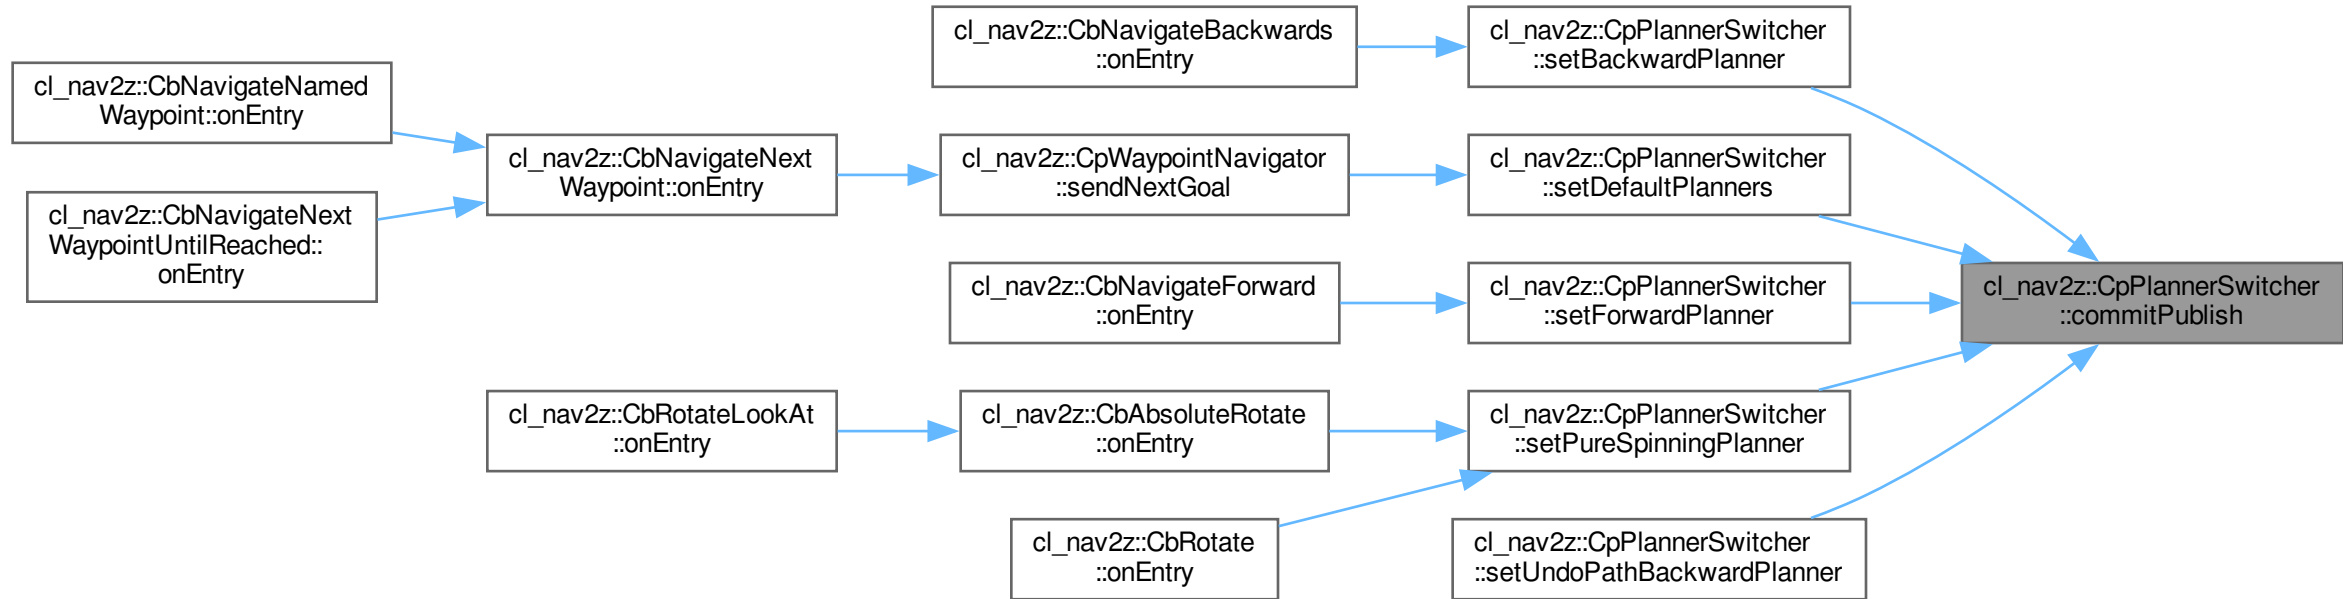 cl_nav2z::CbNavigateNamed
Waypoint::onEntry
cl_nav2z::CbNavigateNext
WaypointUntilReached::
onEntry
cl_nav2z::CbNavigateNext
Waypoint::onEntry
cl_nav2z::CbRotateLookAt
::onEntry
cl_nav2z::CbNavigateBackwards
::onEntry
cl_nav2z::CpWaypointNavigator
::sendNextGoal
cl_nav2z::CbNavigateForward
::onEntry
cl_nav2z::CbAbsoluteRotate
::onEntry
cl_nav2z::CbRotate
::onEntry
cl_nav2z::CpPlannerSwitcher
::setBackwardPlanner
cl_nav2z::CpPlannerSwitcher
::setDefaultPlanners
cl_nav2z::CpPlannerSwitcher
::setForwardPlanner
cl_nav2z::CpPlannerSwitcher
::setPureSpinningPlanner
cl_nav2z::CpPlannerSwitcher
::setUndoPathBackwardPlanner
cl_nav2z::CpPlannerSwitcher
::commitPublish